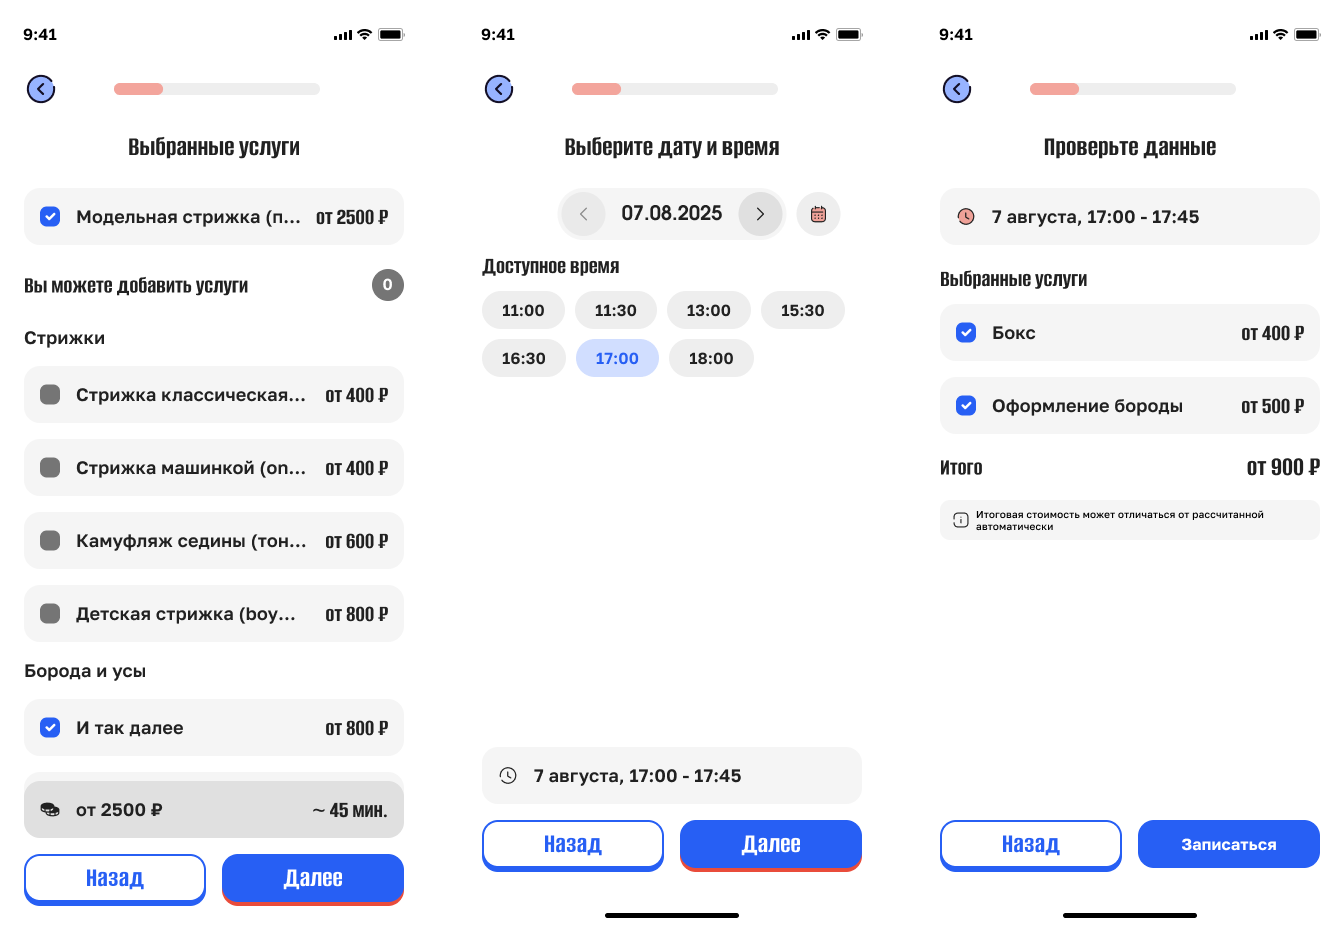 9:41
Выбранные услуги
Модельная стрижка (п... от 2500 ₽
Вы можете добавить услуги 0
Стрижки
Стрижка классическая... от 400 ₽
Стрижка машинкой (on... от 400 ₽
Камуфляж седины (тон... от 600 ₽
Детская стрижка (boy... от 800 ₽
Борода и усы
И так далее от 800 ₽
от 2500 ₽ ~ 45 мин.
Назад Далее
9:41
Выберите дату и время
07.08.2025
Доступное время
11:00 11:30 13:00 15:30
16:30 17:00 18:00
7 августа, 17:00 - 17:45
Назад Далее
9:41
Проверьте данные
7 августа, 17:00 - 17:45
Выбранные услуги
Бокс от 400 ₽
Оформление бороды от 500 ₽
Итого от 900 ₽
Итоговая стоимость может отличаться от рассчитанной
автоматически
Назад Записаться